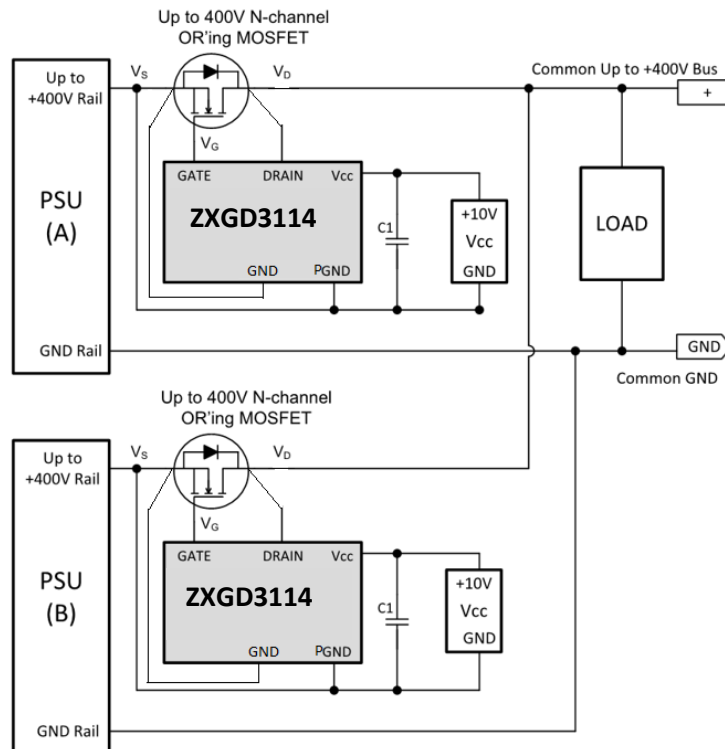 Up to 400V N-channel
OR'ing MOSFET
Up to
+400V Rail
VS
VD
Common Up to +400V Bus
+
VG
GATE
DRAIN
Vcc
PSU
(A)
ZXGD3114
C1
+10V
Vcc
GND
LOAD
GND
PGND
GND Rail
GND
Common GND
Up to 400V N-channel
OR'ing MOSFET
Up to
+400V Rail
VS
VD
VG
GATE
DRAIN
Vcc
PSU
(B)
ZXGD3114
C1
+10V
Vcc
GND
GND
PGND
GND Rail